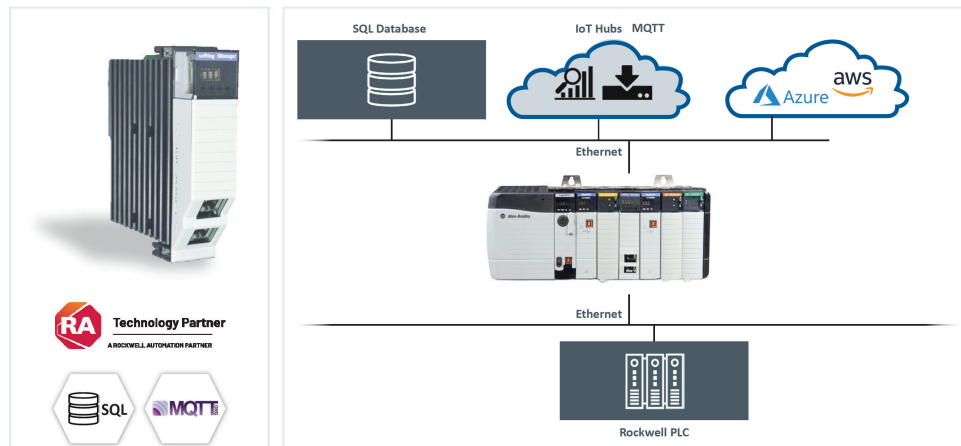 softing tManager
RA
Technology Partner
A ROCKWELL AUTOMATION PARTNER
SQL
MQTT
.ORG
SQL Database
IoT Hubs MQTT
Azure
aws
Ethernet
Allen-Bradley
Ethernet
Rockwell PLC